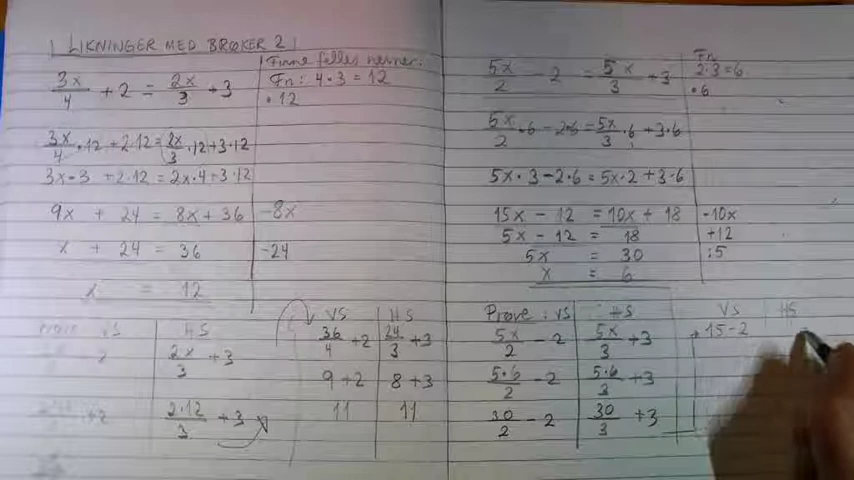 LIKNINGER MED BRØKER 2
Finne felles nevner:
3x/4 + 2 = 2x/3 + 3
Fn: 4·3 = 12
·12
3x/4 ·12 + 2·12 = 2x/3 ·12 + 3·12
3x·3 + 2·12 = 2x·4 + 3·12
9x + 24 = 8x + 36 -8x
x + 24 = 36 -24
x = 12
Prøve VS HS
2x/3 + 3
2·12/3 + 3
VS HS
36/4 + 2 24/3 + 3
9 + 2 8 + 3
11 11
5x/2 - 2 = 5x/3 + 3
Fn
2·3 = 6
·6
5x/2 ·6 - 2·6 = 5x/3 ·6 + 3·6
5x·3 - 2·6 = 5x·2 + 3·6
15x - 12 = 10x + 18 -10x
5x - 12 = 18 +12
5x = 30 :5
x = 6
Prøve: VS HS
5x/2 - 2 5x/3 + 3
5·6/2 - 2 5·6/3 + 3
30/2 - 2 30/3 + 3
VS HS
15 - 2